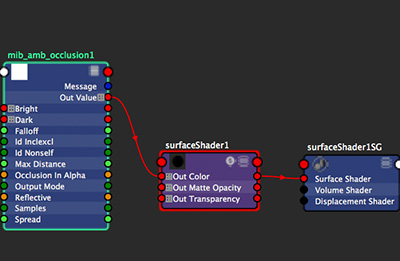 mib_amb_occlusion1
Message
Out Value
Bright
Dark
Falloff
Id Inclexcl
Id Nonself
Max Distance
Occlusion In Alpha
Output Mode
Reflective
Samples
Spread
surfaceShader1
S
Out Color
Out Matte Opacity
Out Transparency
surfaceShader1SG
Surface Shader
Volume Shader
Displacement Shader